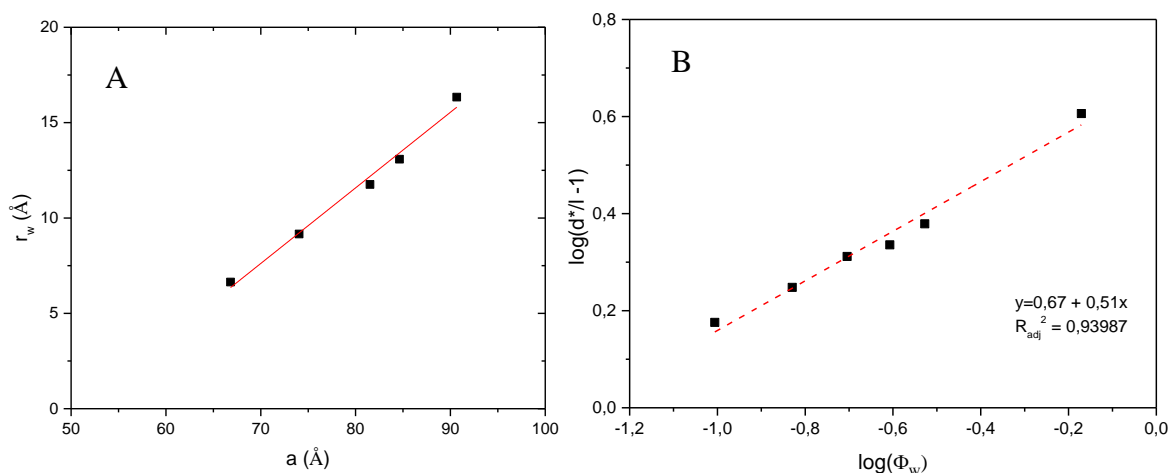 A
20
15
10
5
0
r_w (Å)
50
60
70
80
90
100
a (Å)
B
0,8
0,6
0,4
0,2
0,0
log(d*/l -1)
y=0,67 + 0,51x
R_adj^2 = 0,93987
-1,2
-1,0
-0,8
-0,6
-0,4
-0,2
0,0
log(Φ_W)